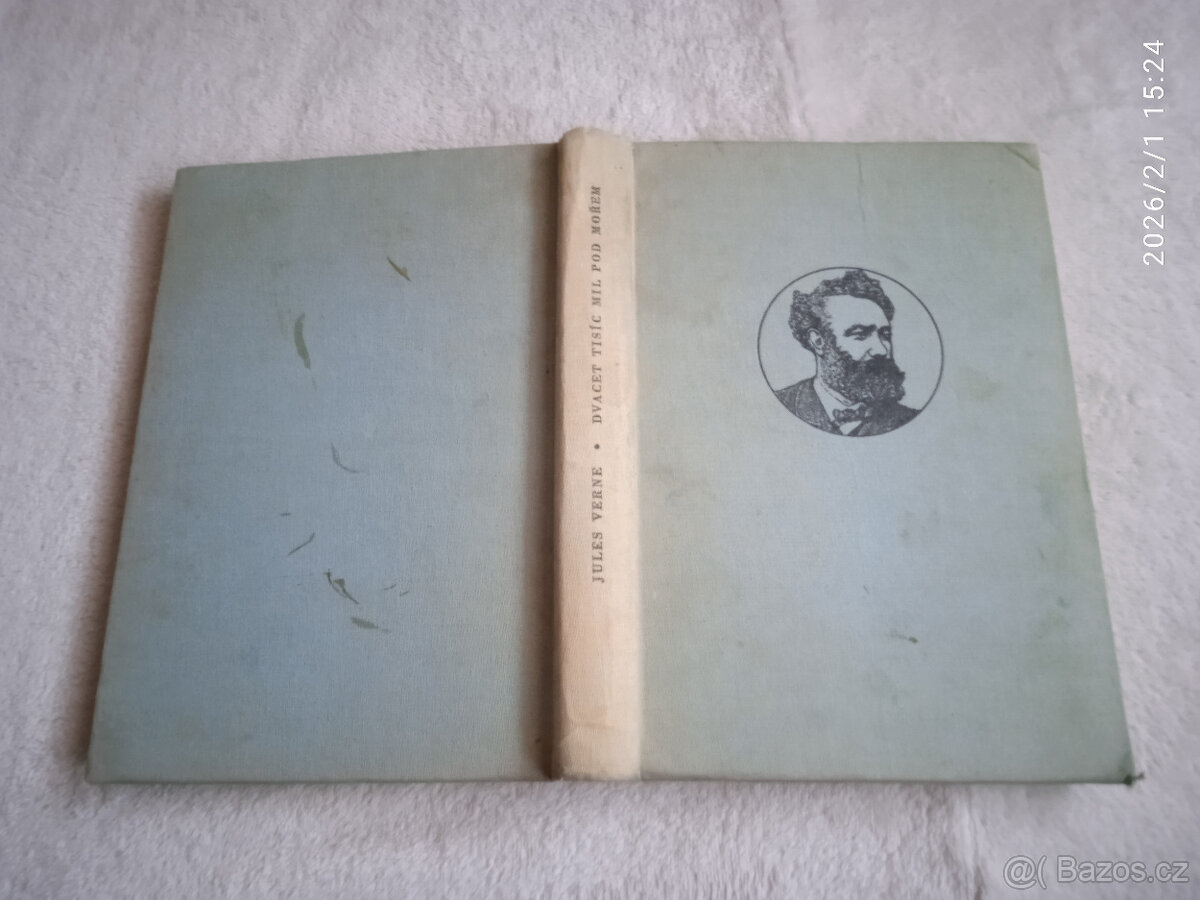 JULES VERNE • DVACET TISÍC MIL POD MOŘEM
2026/2/1 15:24
@( Bazos.cz